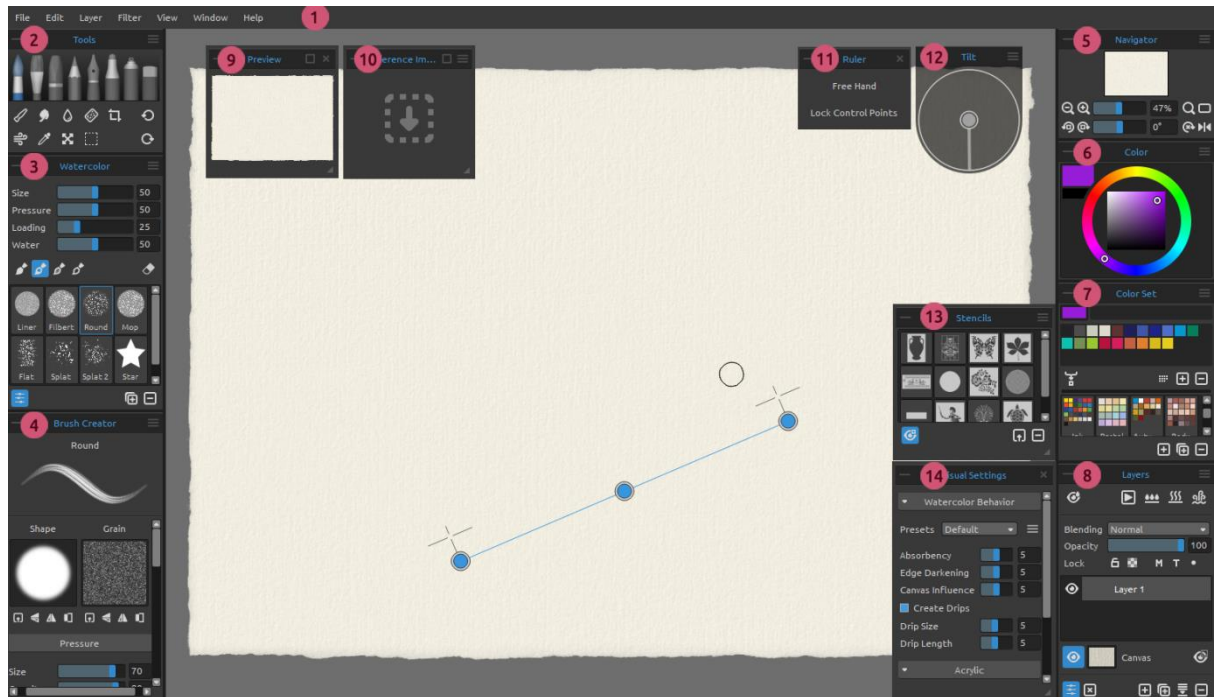 File Edit Layer Filter View Window Help 1
2 Tools
3 Watercolor
Size 50
Pressure 50
Loading 25
Water 50
Liner Filbert Round Mop
Flat Splat Splat 2 Star
4 Brush Creator
Round
Shape Grain
Pressure
Size 70
9 Preview
10 erence Im...
11 Ruler
Free Hand
Lock Control Points
12 Tilt
13 Stencils
14 isual Settings
Watercolor Behavior
Presets Default
Absorbency 5
Edge Darkening 5
Canvas Influence 5
Create Drips
Drip Size 5
Drip Length 5
Acrylic
5 Navigator
47%
0°
6 Color
7 Color Set
8 Layers
Blending Normal
Opacity 100
Lock M T
Layer 1
Canvas